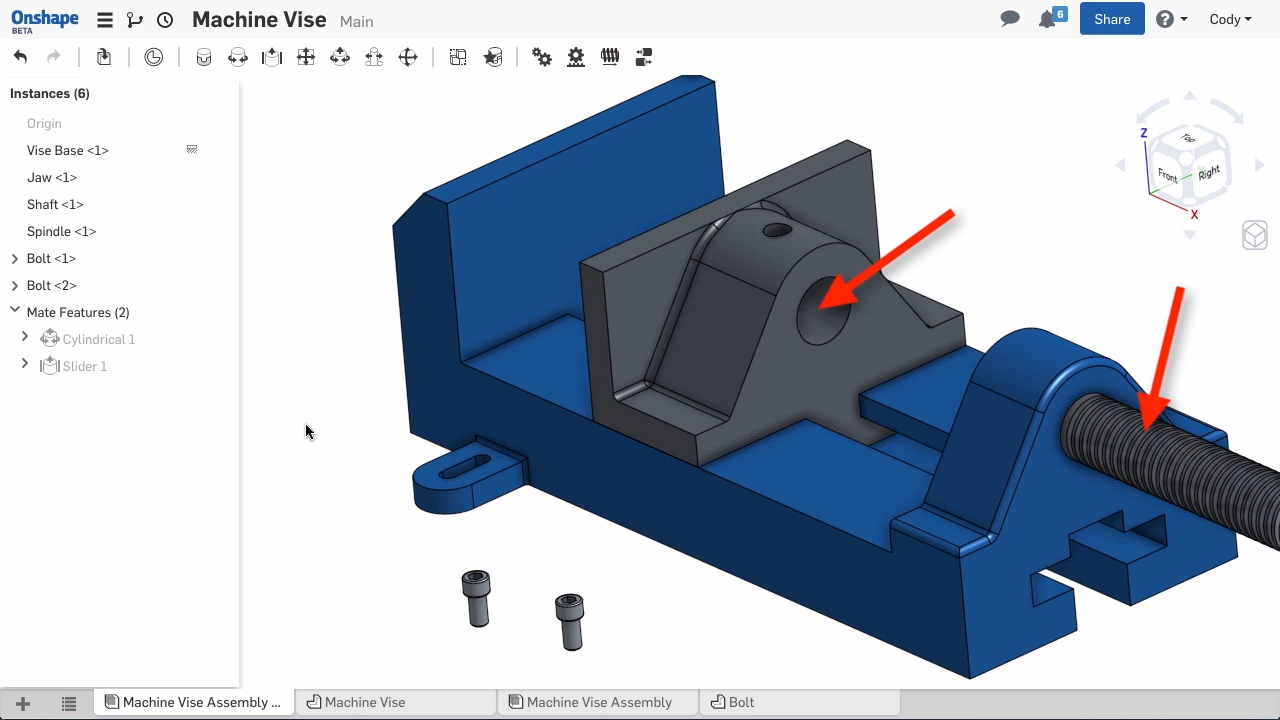 Onshape
BETA
Machine Vise Main
6
Share
Cody
Instances (6)
Origin
Vise Base <1>
Jaw <1>
Shaft <1>
Spindle <1>
Bolt <1>
Bolt <2>
Mate Features (2)
Cylindrical 1
Slider 1
Z
Top
Front
Right
X
Machine Vise Assembly ...
Machine Vise
Machine Vise Assembly
Bolt